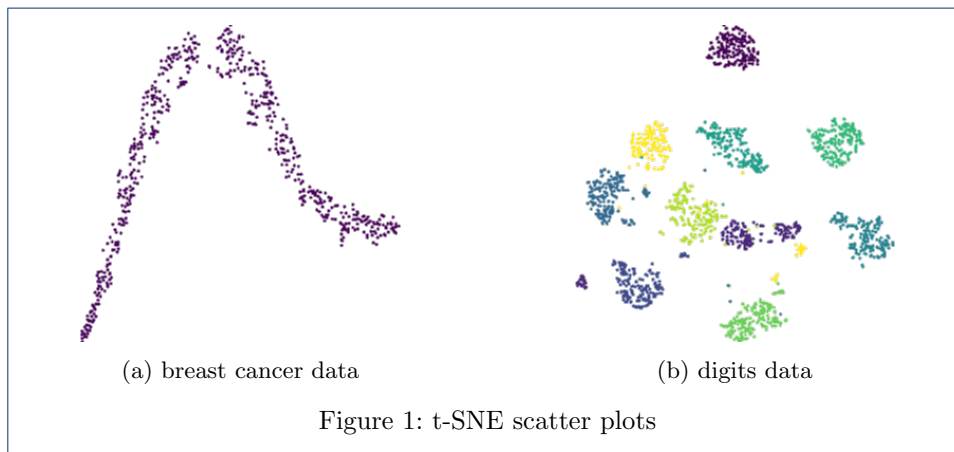 (a) breast cancer data
(b) digits data
Figure 1: t-SNE scatter plots